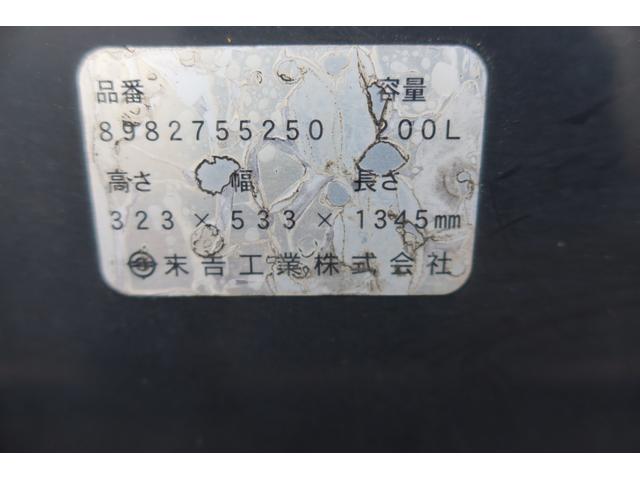 品番 容量
8982755250 200L
高さ 幅 長さ
323×533×1345mm
末吉工業株式会社